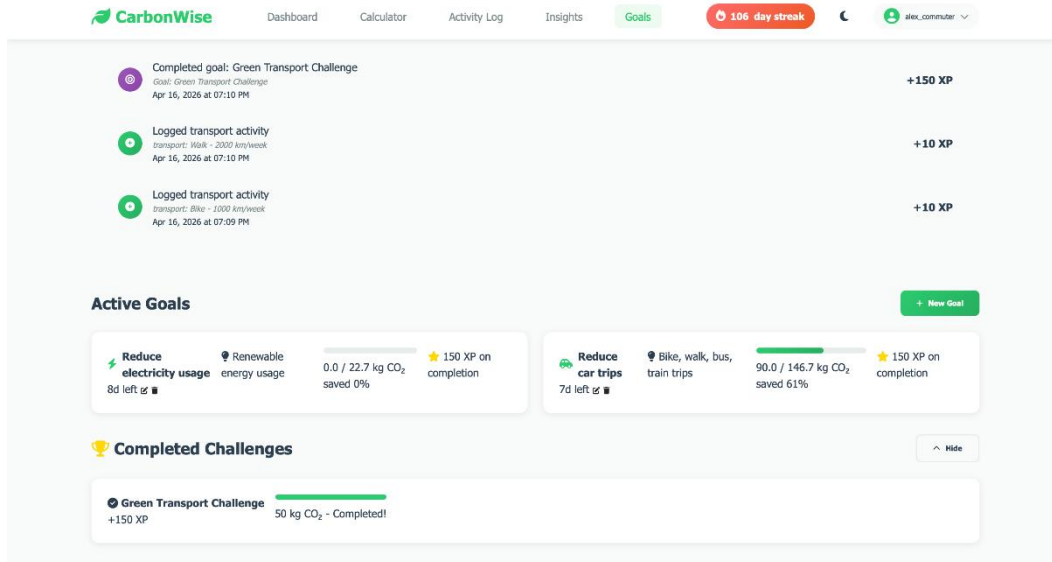 CarbonWise
Dashboard
Calculator
Activity Log
Insights
Goals
106 day streak
alex_commuter
Completed goal: Green Transport Challenge
Goal: Green Transport Challenge
Apr 16, 2026 at 07:10 PM
+150 XP
Logged transport activity
transport: Walk - 2000 km/week
Apr 16, 2026 at 07:10 PM
+10 XP
Logged transport activity
transport: Bike - 1000 km/week
Apr 16, 2026 at 07:09 PM
+10 XP
Active Goals
+ New Goal
Reduce
electricity usage
8d left
Renewable
energy usage
0.0 / 22.7 kg CO₂
saved 0%
150 XP on
completion
Reduce
car trips
7d left
Bike, walk, bus,
train trips
90.0 / 146.7 kg CO₂
saved 61%
150 XP on
completion
Completed Challenges
Hide
Green Transport Challenge
+150 XP
50 kg CO₂ - Completed!